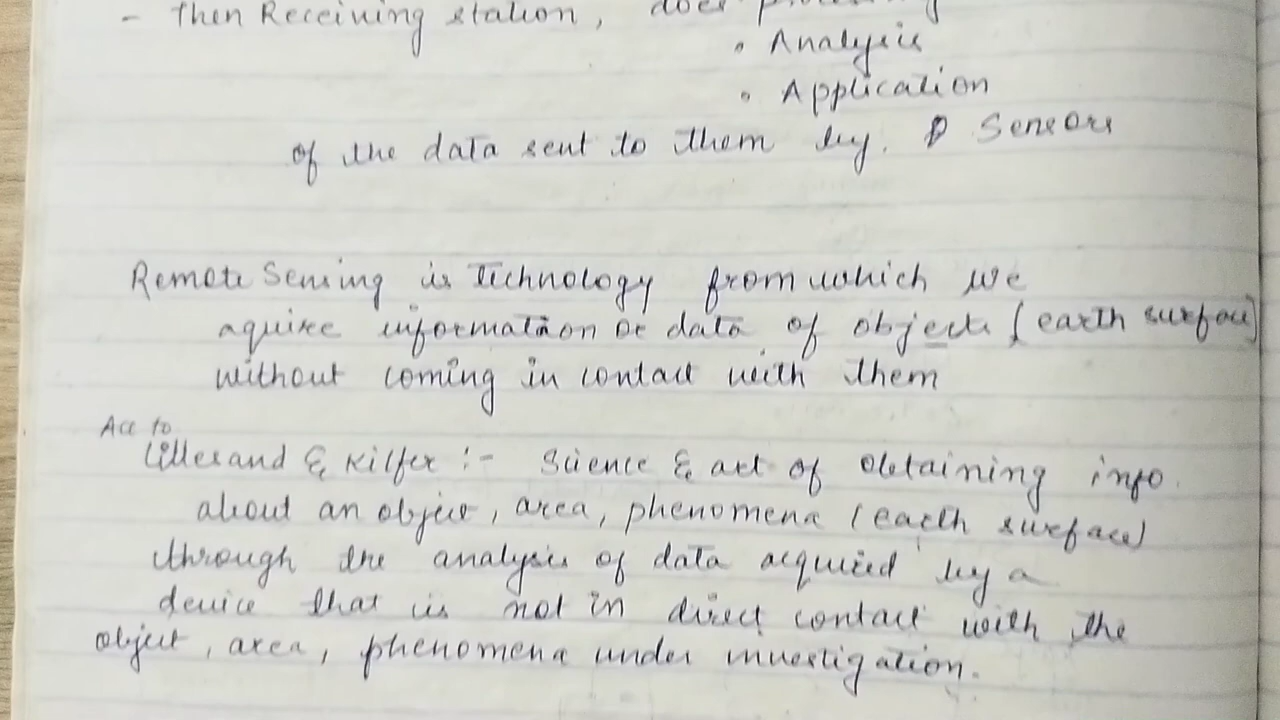 - then Receiving station, does
• Analysis
• Application
of the data sent to them by. Sensors
Remote Sensing is Technology from which we
aquire information or data of object (earth surface)
without coming in contact with them
Acc to
Lillesand & Kilfer :- Science & art of obtaining info.
about an object, area, phenomena (earth surface)
through the analysis of data acquired by a
device that is not in direct contact with the
object, area, phenomena under investigation.